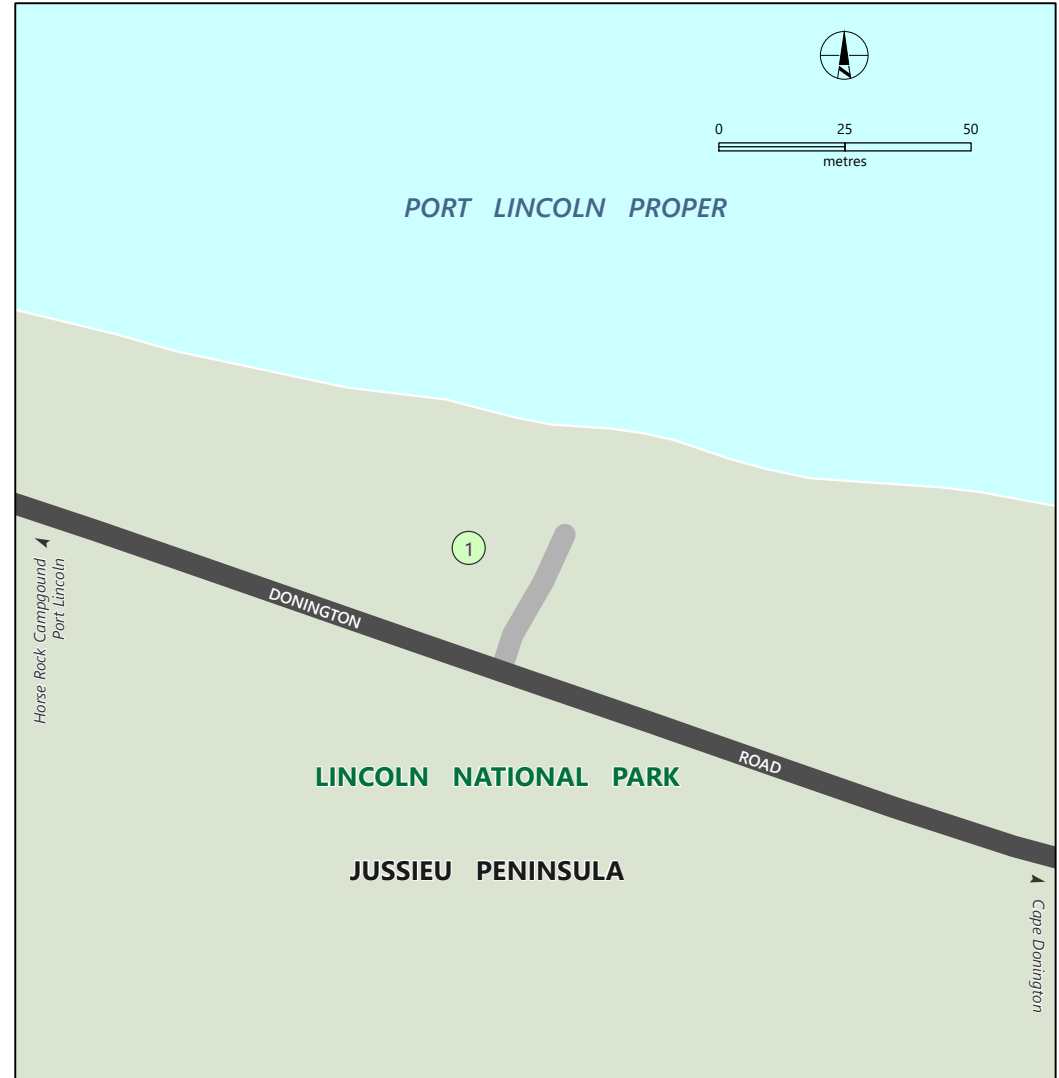 0 25 50
metres
PORT LINCOLN PROPER
1
DONINGTON
Horse Rock Campgound
Port Lincoln
ROAD
LINCOLN NATIONAL PARK
JUSSIEU PENINSULA
Cape Donington
N